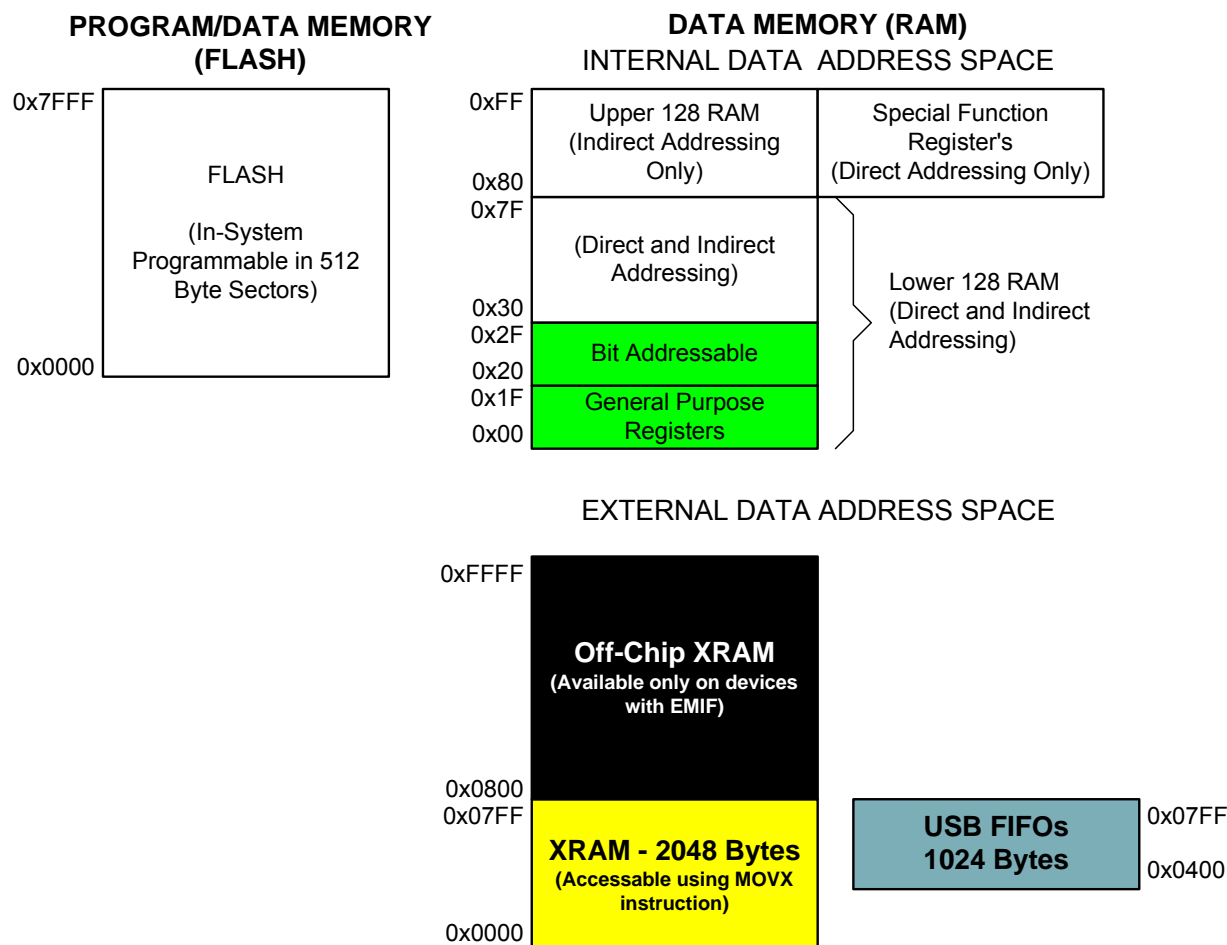 PROGRAM/DATA MEMORY
(FLASH)
0x7FFF
FLASH
(In-System
Programmable in 512
Byte Sectors)
0x0000
DATA MEMORY (RAM)
INTERNAL DATA ADDRESS SPACE
0xFF
Upper 128 RAM
(Indirect Addressing
Only)
0x80
Special Function
Register's
(Direct Addressing Only)
0x7F
(Direct and Indirect
Addressing)
0x30
0x2F
Bit Addressable
0x20
0x1F
General Purpose
Registers
0x00
Lower 128 RAM
(Direct and Indirect
Addressing)
EXTERNAL DATA ADDRESS SPACE
0xFFFF
Off-Chip XRAM
(Available only on devices
with EMIF)
0x0800
0x07FF
XRAM - 2048 Bytes
(Accessable using MOVX
instruction)
0x0000
USB FIFOs
1024 Bytes
0x07FF
0x0400